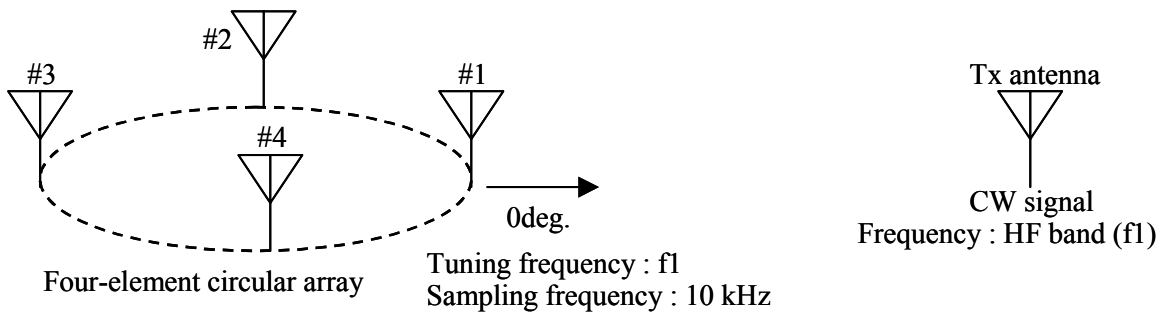 #2
#3
#1
#4
0deg.
Four-element circular array
Tuning frequency : f1
Sampling frequency : 10 kHz
Tx antenna
CW signal
Frequency : HF band (f1)